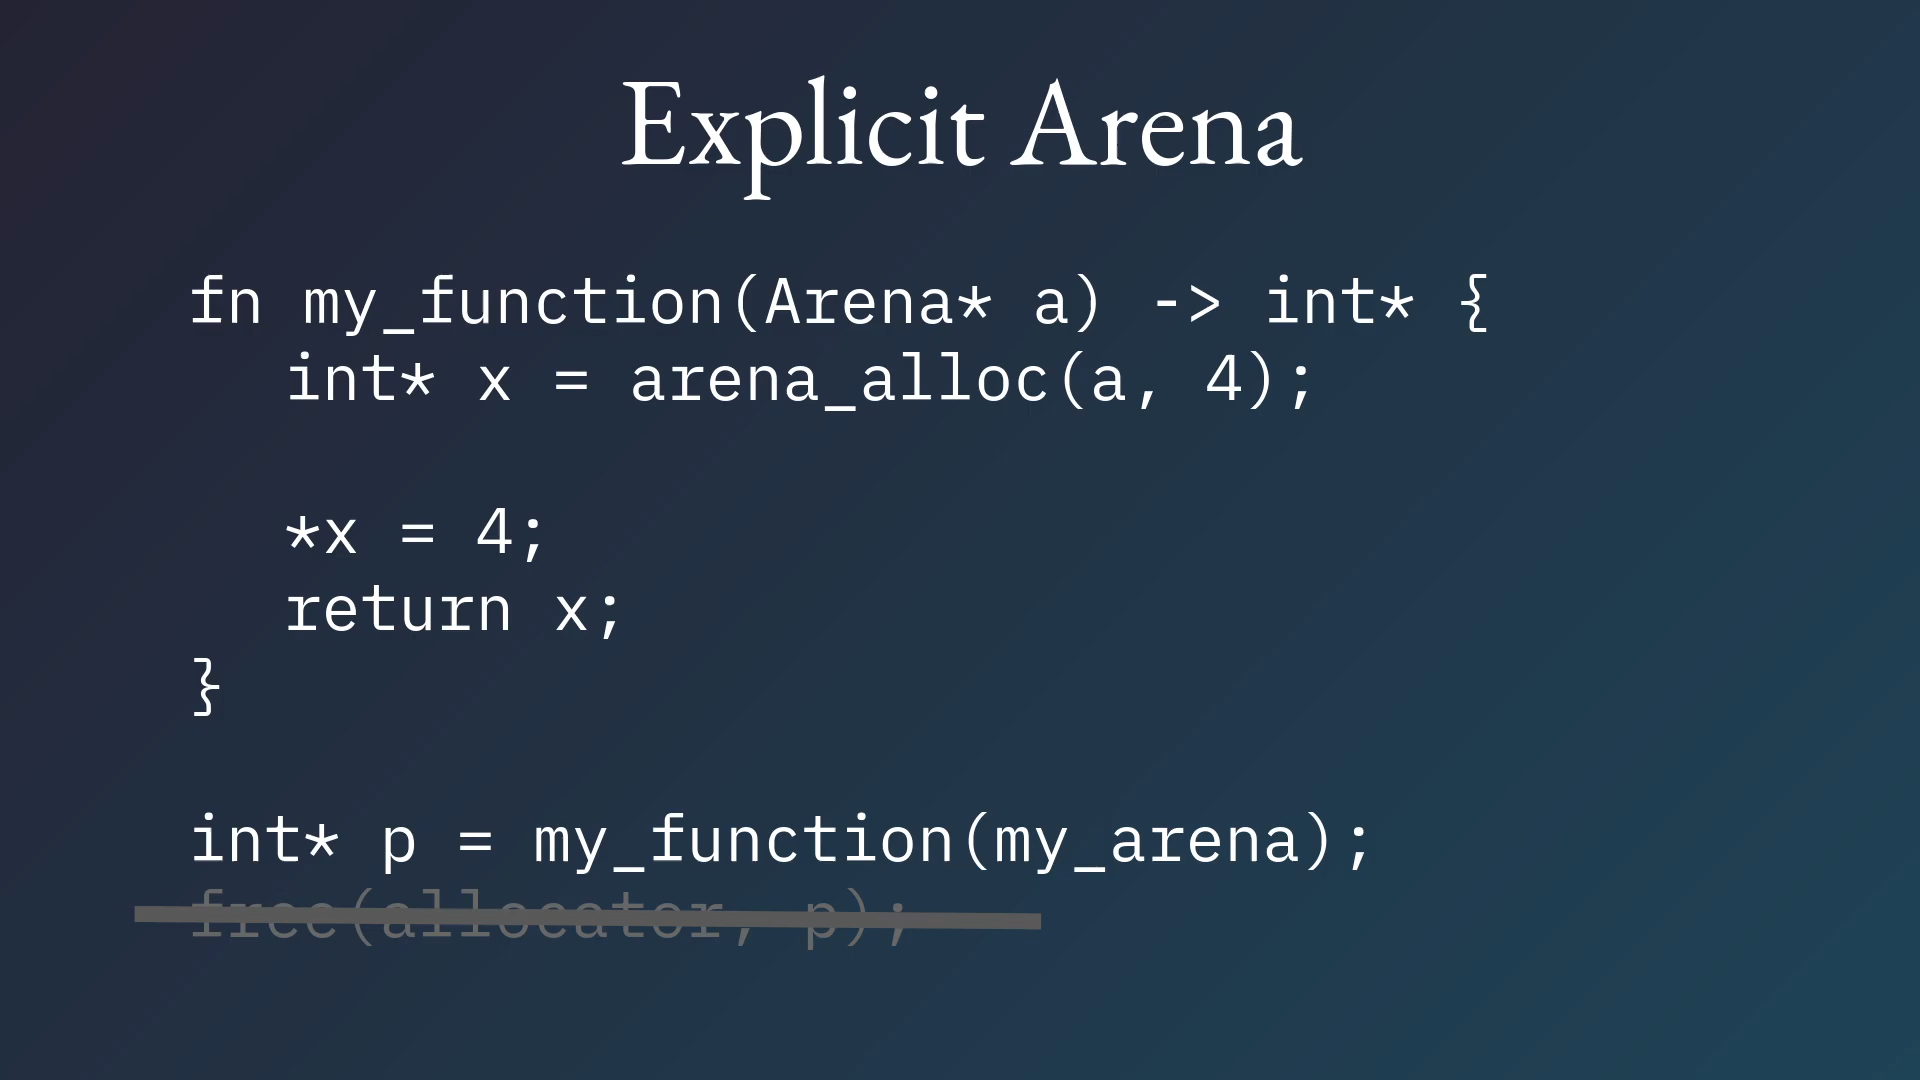 Explicit Arena
fn my_function(Arena* a) -> int* {
int* x = arena_alloc(a, 4);
*x = 4;
return x;
}
int* p = my_function(my_arena);
free(allocator, p);